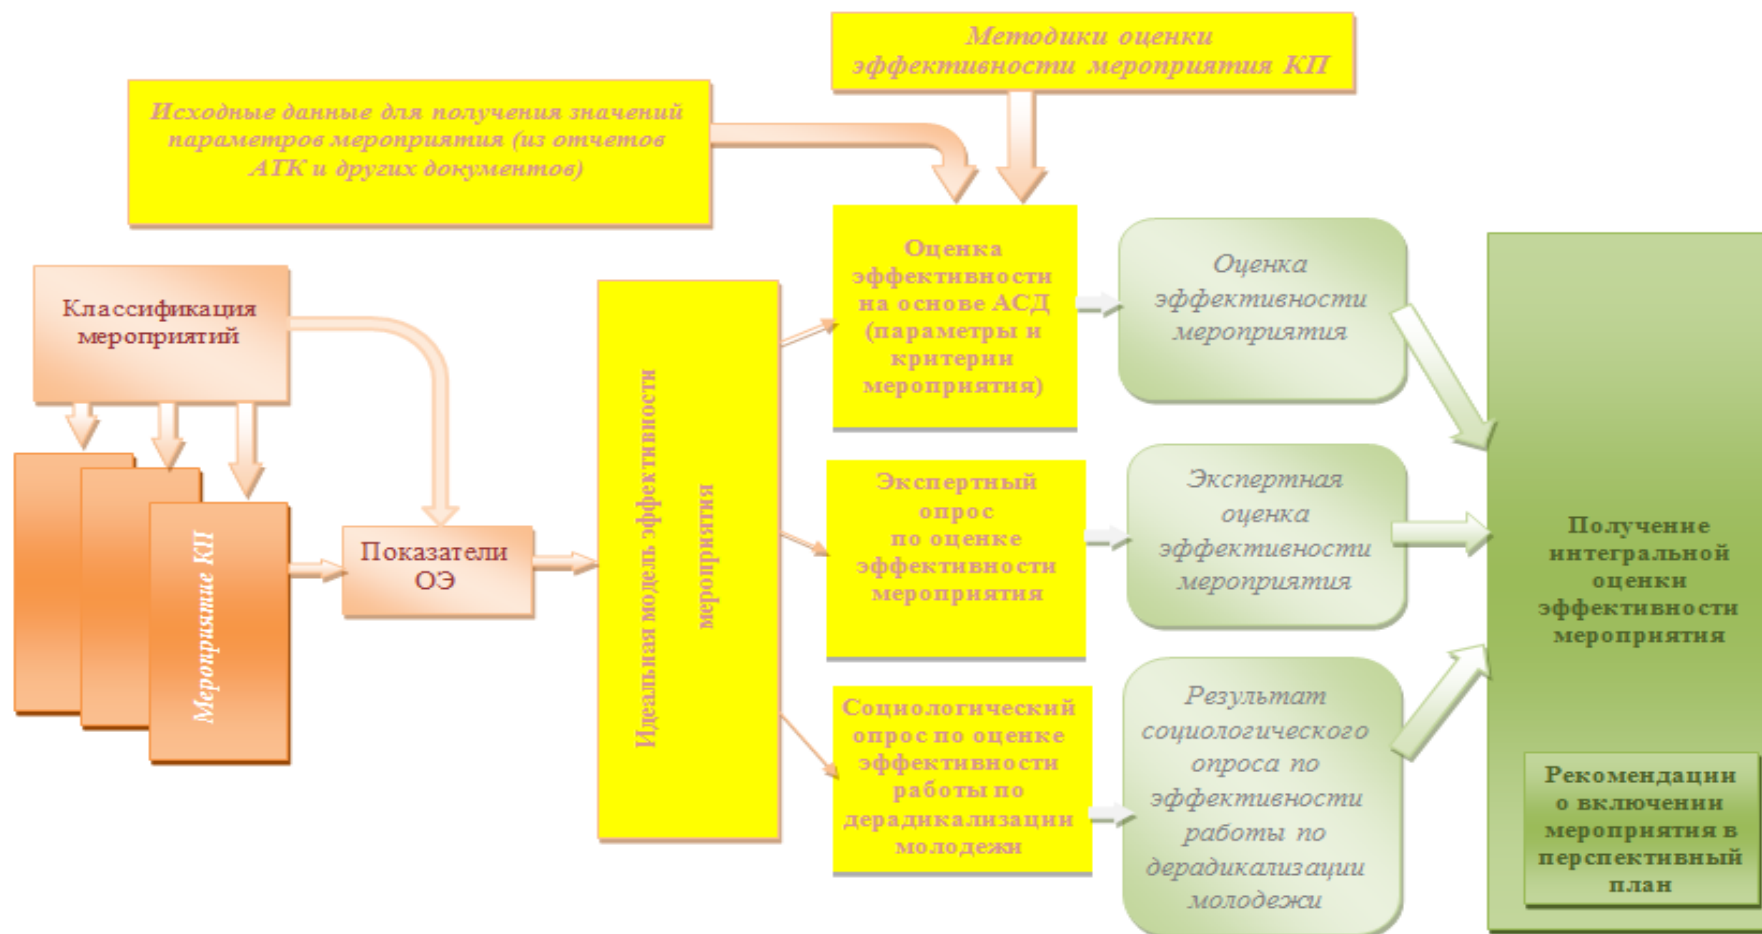 Методики оценки
эффективности мероприятия КП
Исходные данные для получения значений
параметров мероприятия (из отчетов
АТК и других документов)
Классификация
мероприятий
Мероприятие КП
Показатели
ОЭ
Идеальная модель эффективности
мероприятия
Оценка
эффективности
на основе АСД
(параметры и
критерии
мероприятия)
Экспертный
опрос
по оценке
эффективности
мероприятия
Социологический
опрос по оценке
эффективности
работы по
дерадикализации
молодежи
Оценка
эффективности
мероприятия
Экспертная
оценка
эффективности
мероприятия
Результат
социологического
опроса по
эффективности
работы по
дерадикализации
молодежи
Получение
интегральной
оценки
эффективности
мероприятия
Рекомендации
о включении
мероприятия в
перспективный
план